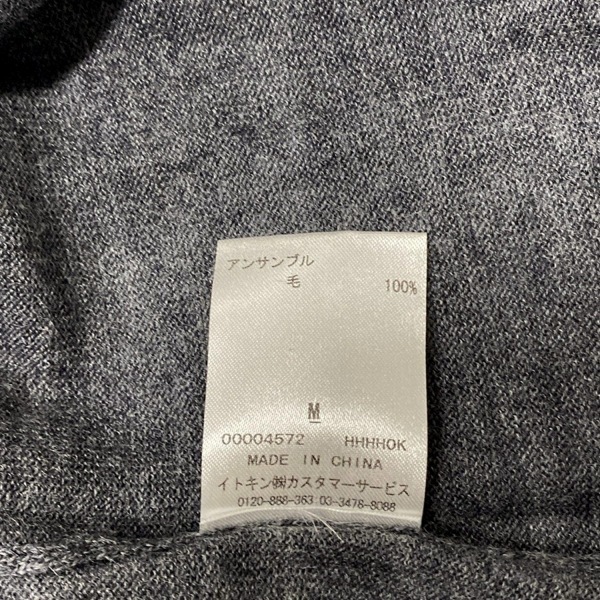 アンサンブル
毛 100%
M
00004572 HHHHOK
MADE IN CHINA
イトキン㈱カスタマーサービス
0120-888-363 03-3478-8088